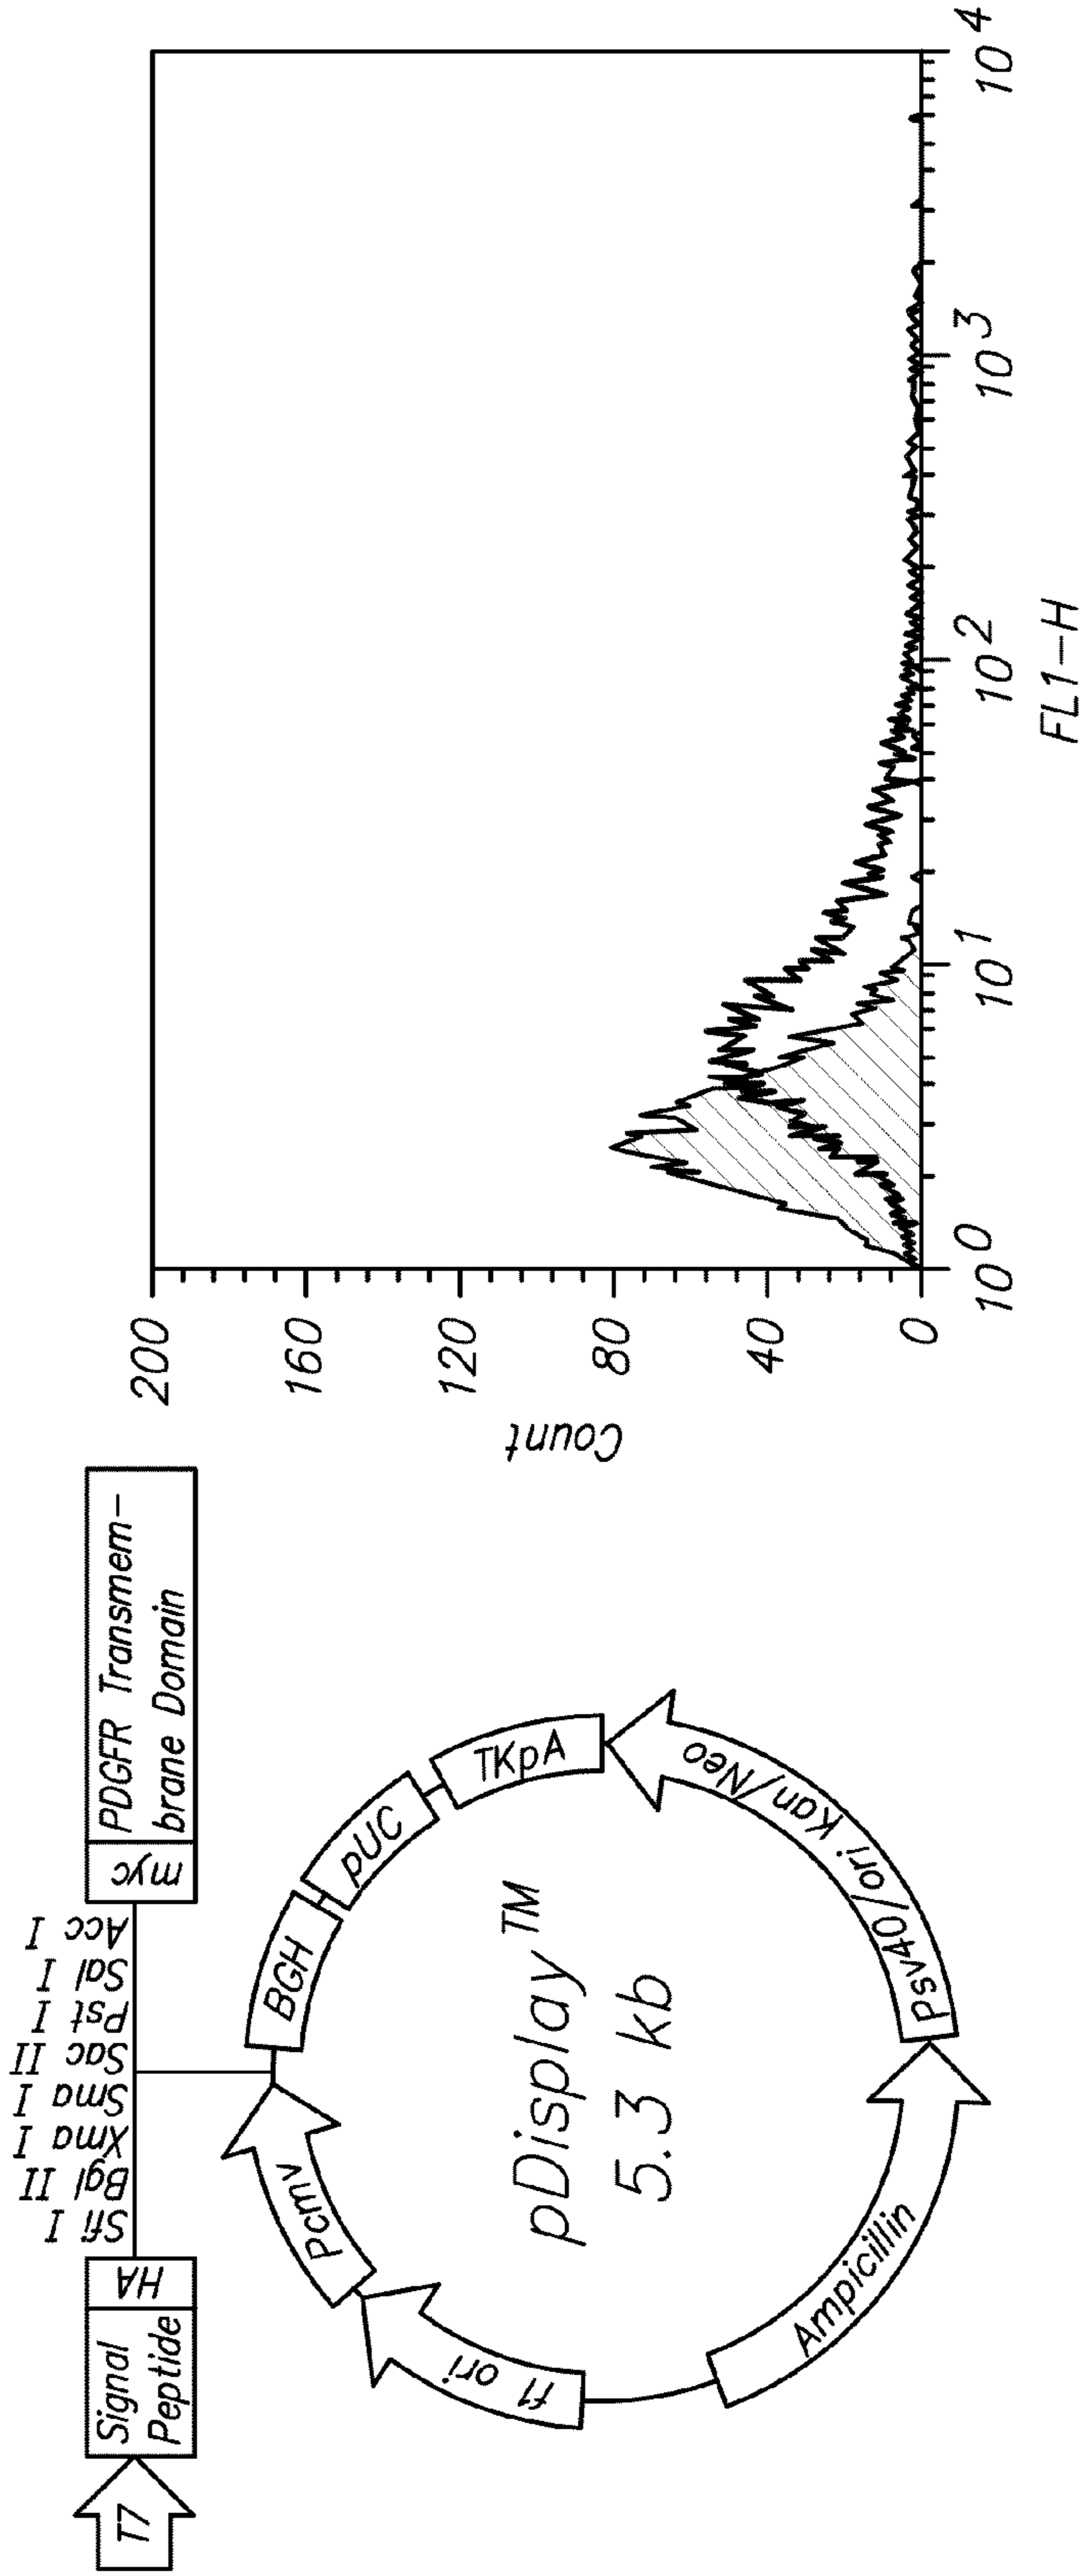 T7
Signal
Peptide
HA
Sfi I
Bgl II
Xma I
Sma I
Sac II
Pst I
Sal I
Acc I
myc
PDGFR Transmem-
brane Domain
f1 ori
Pcmv
BGH
pUC
TKpA
Psv40/ori Kan/Neo
Ampicillin
pDisplay™
5.3 kb
Count
200
160
120
80
40
0
10⁰
10¹
10²
10³
10⁴
FL1-H